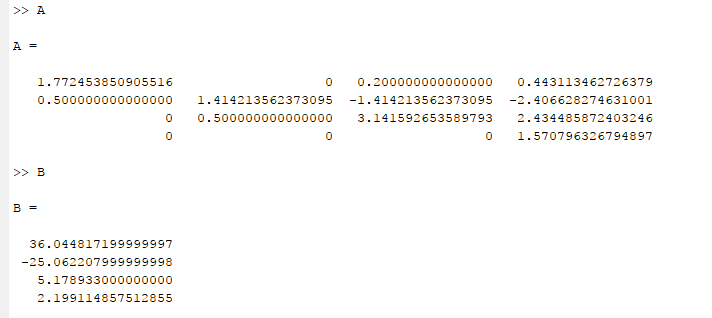 >> A
A =
1.772453850905516 0 0.200000000000000 0.443113462726379
0.500000000000000 1.414213562373095 -1.414213562373095 -2.406628274631001
0 0.500000000000000 3.141592653589793 2.434485872403246
0 0 0 1.570796326794897
>> B
B =
36.044817199999997
-25.062207999999998
5.178933000000000
2.199114857512855